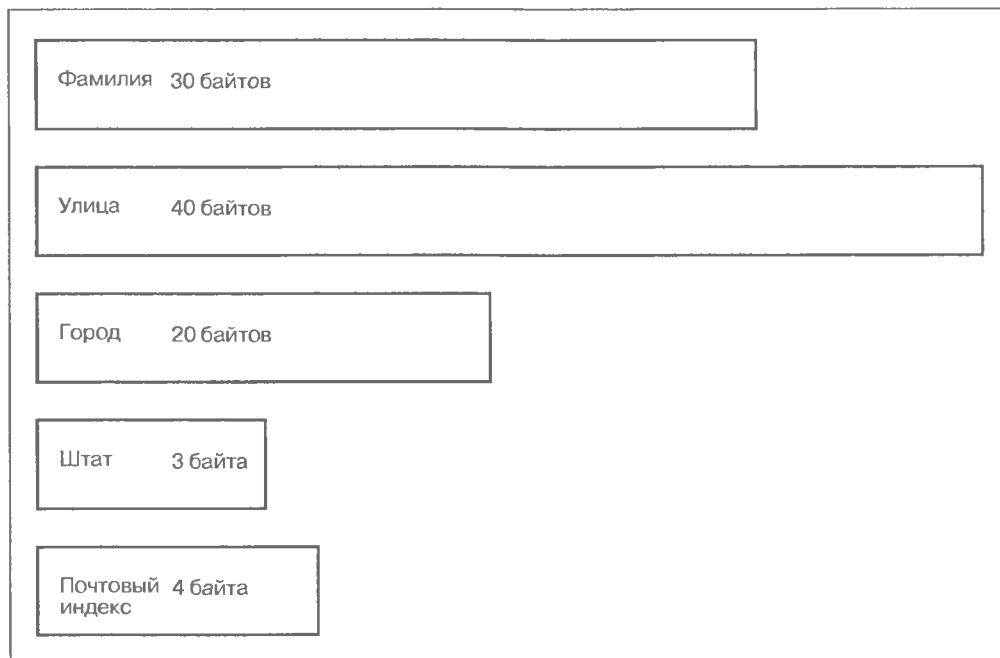 Фамилия 30 байтов
Улица 40 байтов
Город 20 байтов
Штат 3 байта
Почтовый 4 байта
индекс